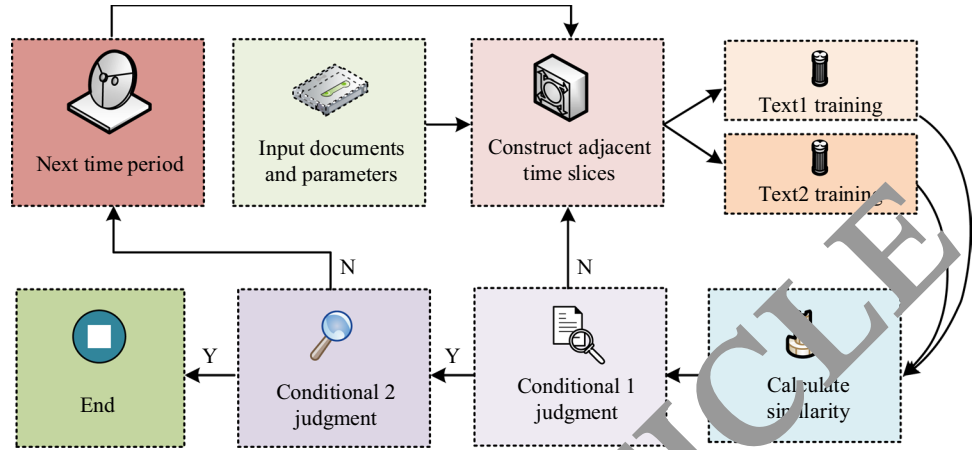 Next time period
Input documents
and parameters
Construct adjacent
time slices
Text1 training
Text2 training
N
N
End
Y
Conditional 2
judgment
Y
Conditional 1
judgment
Calculate
similarity